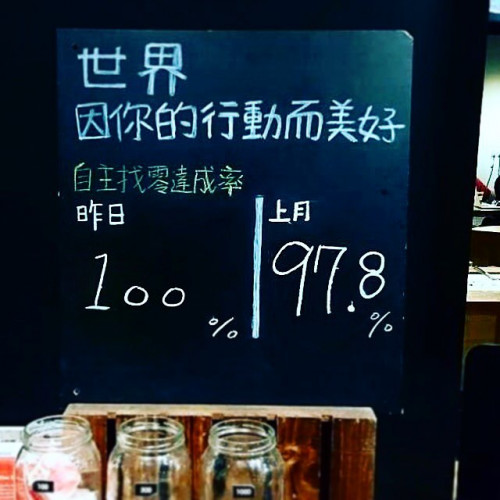 世界
因你的行動而美好
自主找零達成率
昨日
上月
100 %
97.8 %